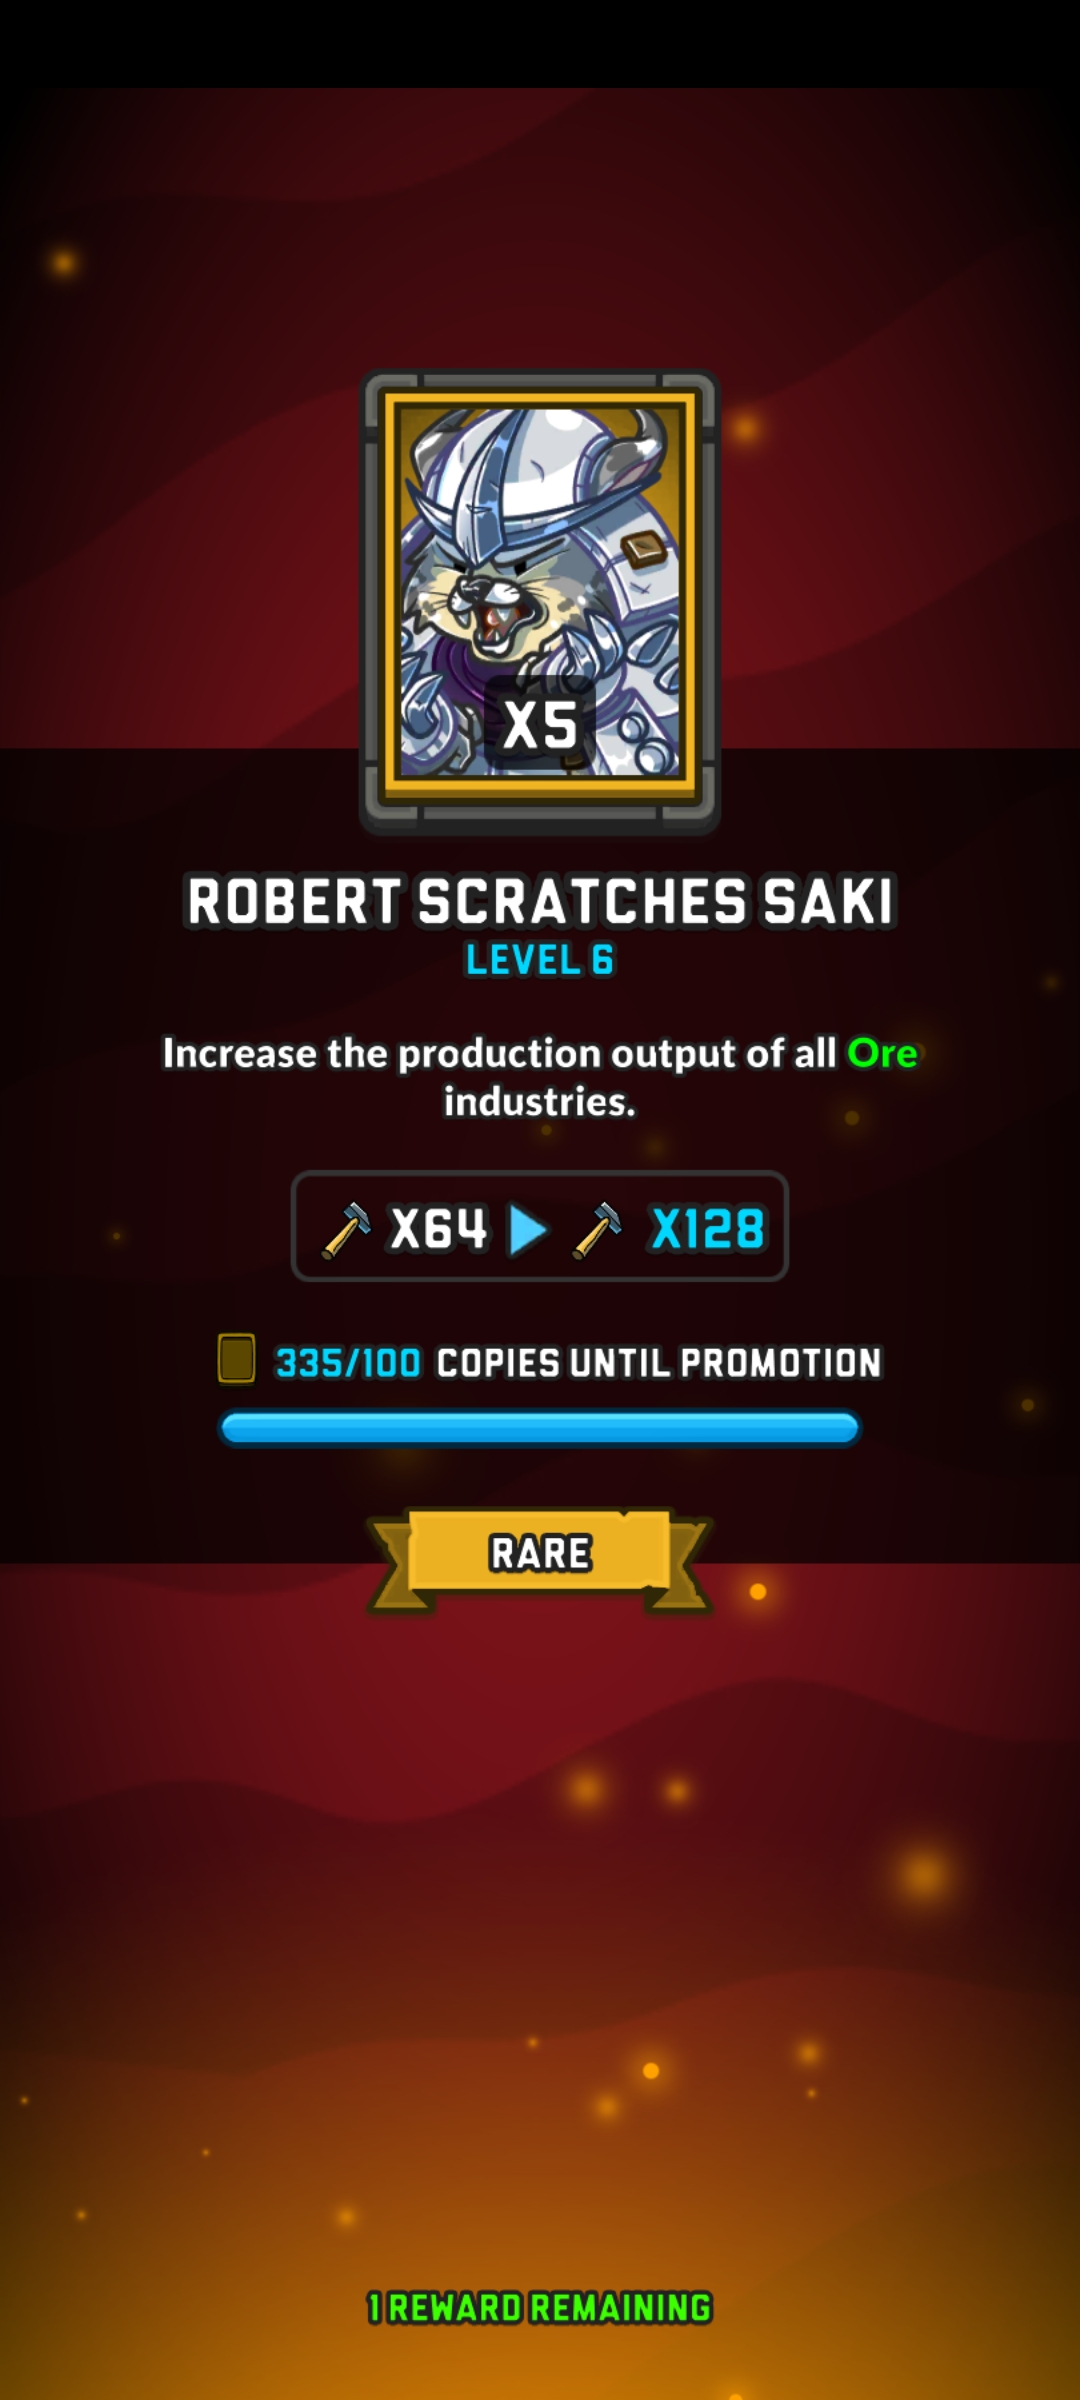 X5
ROBERT SCRATCHES SAKI
LEVEL 6
Increase the production output of all Ore
industries.
X64 X128
335/100 COPIES UNTIL PROMOTION
RARE
1 REWARD REMAINING